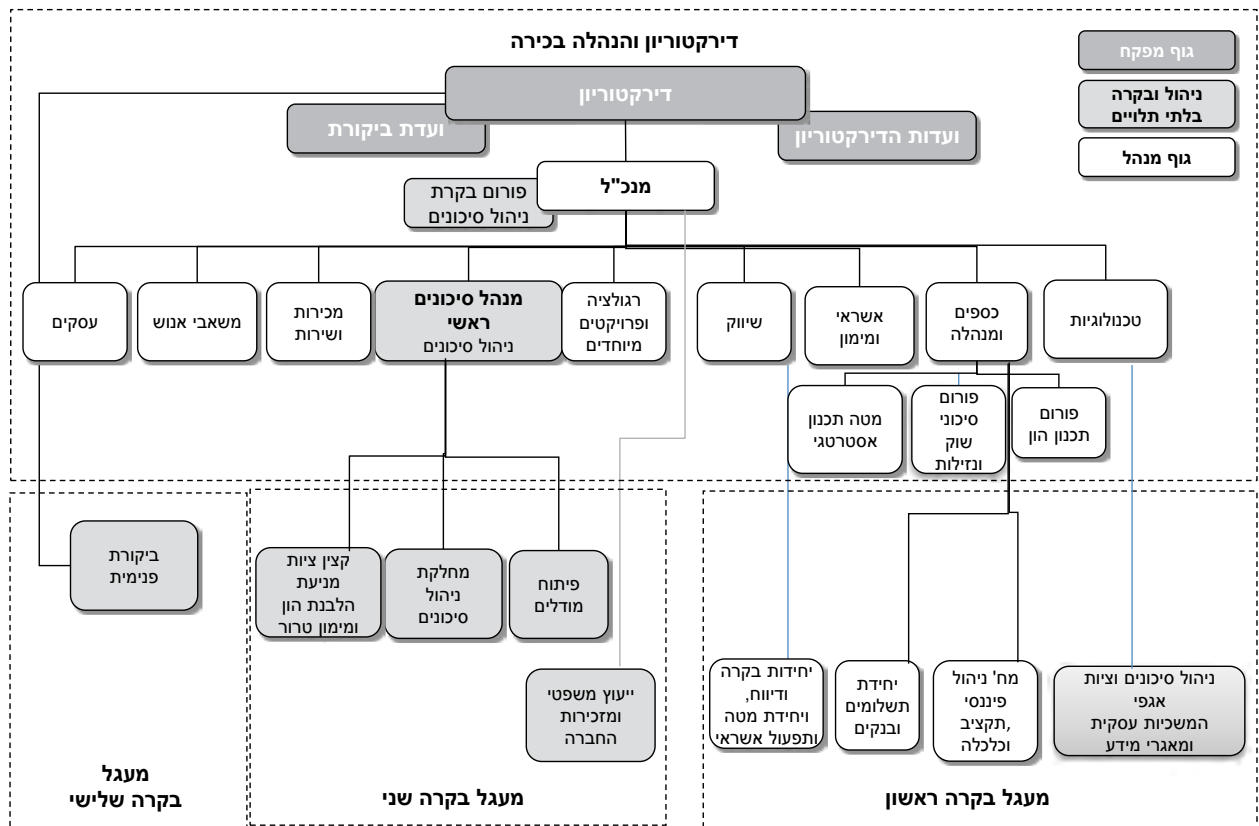 דירקטוריון והנהלה בכירה
גוף מפקח
ניהול ובקרה
בלתי תלויים
גוף מנהל
דירקטוריון
ועדות הדירקטוריון
ועדת ביקורת
מנכ"ל
פורום בקרת
ניהול סיכונים
טכנולוגיות
כספים
ומנהלה
אשראי
ומימון
שיווק
רגולציה
ופרויקטים
מיוחדים
מנהל סיכונים
ראשי
ניהול סיכונים
מכירות
ושירות
משאבי אנוש
עסקים
פורום
תכנון הון
פורום
סיכוני
שוק
ונזילות
מטה תכנון
אסטרטגי
ניהול סיכונים וציות
אגפי
המשכיות עסקית
ומאגרי מידע
מח' ניהול
פיננסי
,תקציב
וכלכלה
יחידת
תשלומים
ובנקים
יחידות בקרה
ודיווח,
ויחידת מטה
ותפעול אשראי
מעגל בקרה ראשון
פיתוח
מודלים
מחלקת
ניהול
סיכונים
קצין ציות
מניעת
הלבנת הון
ומימון טרור
ייעוץ משפטי
ומזכירות
החברה
מעגל בקרה שני
ביקורת
פנימית
מעגל
בקרה שלישי